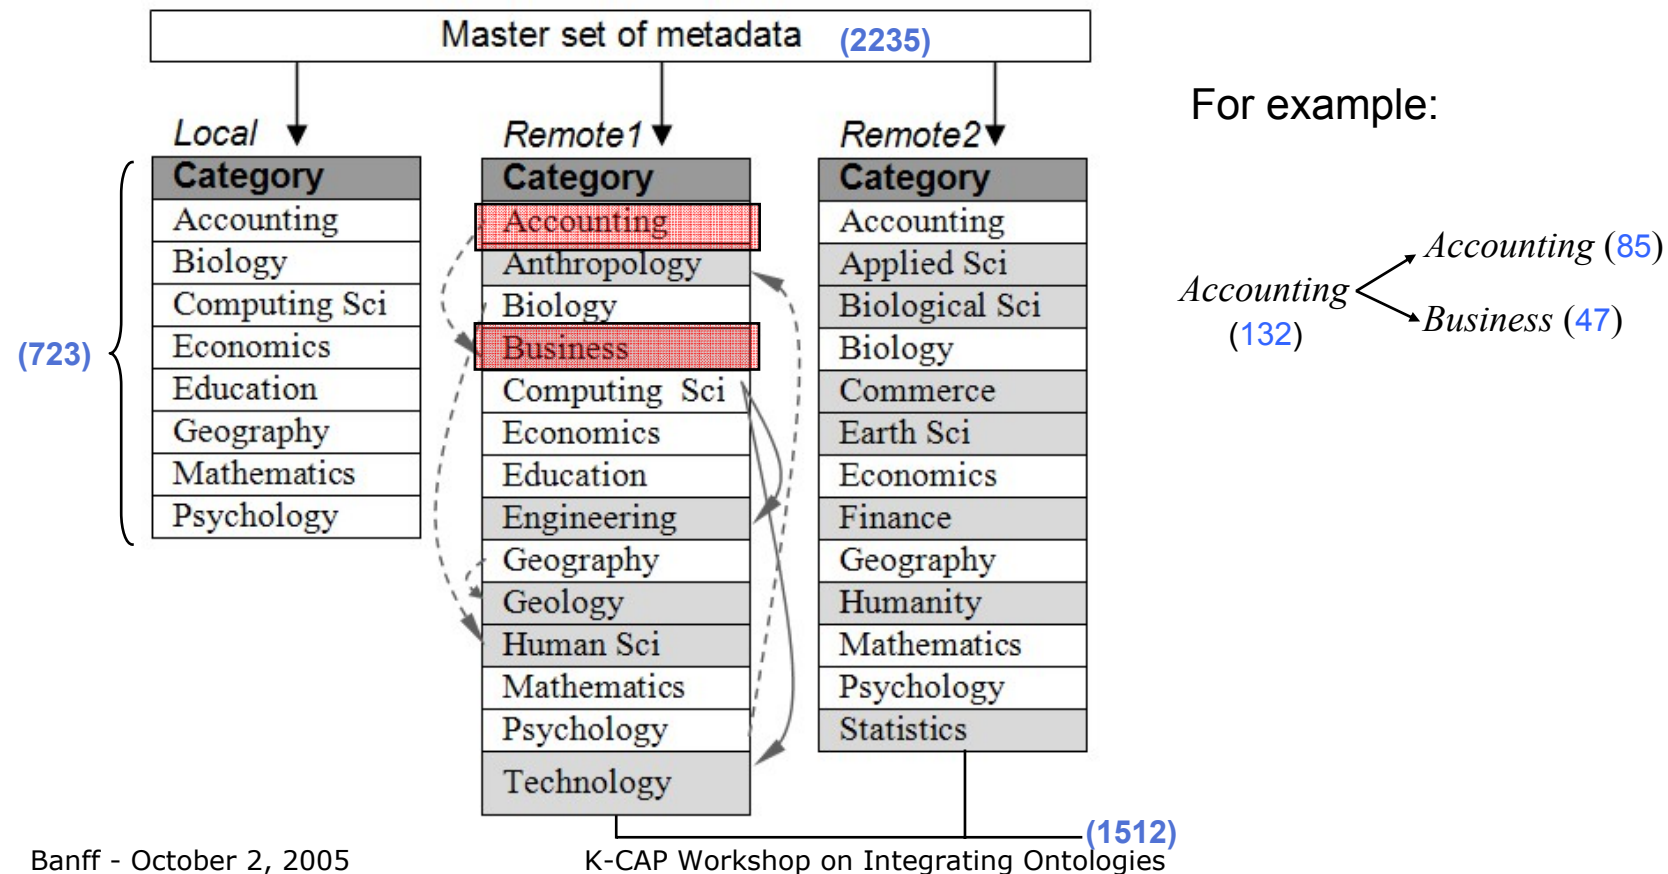 Master set of metadata (2235)
Local
Category
Accounting
Biology
Computing Sci
Economics
Education
Geography
Mathematics
Psychology
(723)
Remote1
Category
Accounting
Anthropology
Biology
Business
Computing Sci
Economics
Education
Engineering
Geography
Geology
Human Sci
Mathematics
Psychology
Technology
Remote2
Category
Accounting
Applied Sci
Biological Sci
Biology
Commerce
Earth Sci
Economics
Finance
Geography
Humanity
Mathematics
Psychology
Statistics
(1512)
For example:
Accounting
(132)
Accounting (85)
Business (47)
Banff - October 2, 2005
K-CAP Workshop on Integrating Ontologies